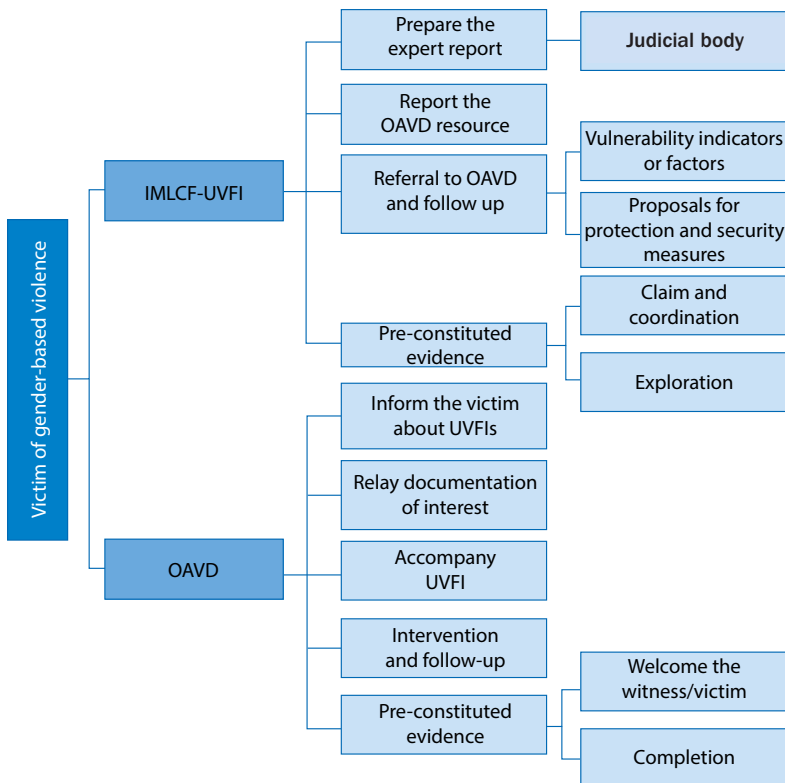 Victim of gender-based violence
IMLCF-UVFI
Prepare the
expert report
Judicial body
Report the
OAVD resource
Referral to OAVD
and follow up
Vulnerability indicators
or factors
Proposals for
protection and security
measures
Pre-constituted
evidence
Claim and
coordination
Exploration
OAVD
Inform the victim
about UVFIs
Relay documentation
of interest
Accompany
UVFI
Intervention
and follow-up
Pre-constituted
evidence
Welcome the
witness/victim
Completion